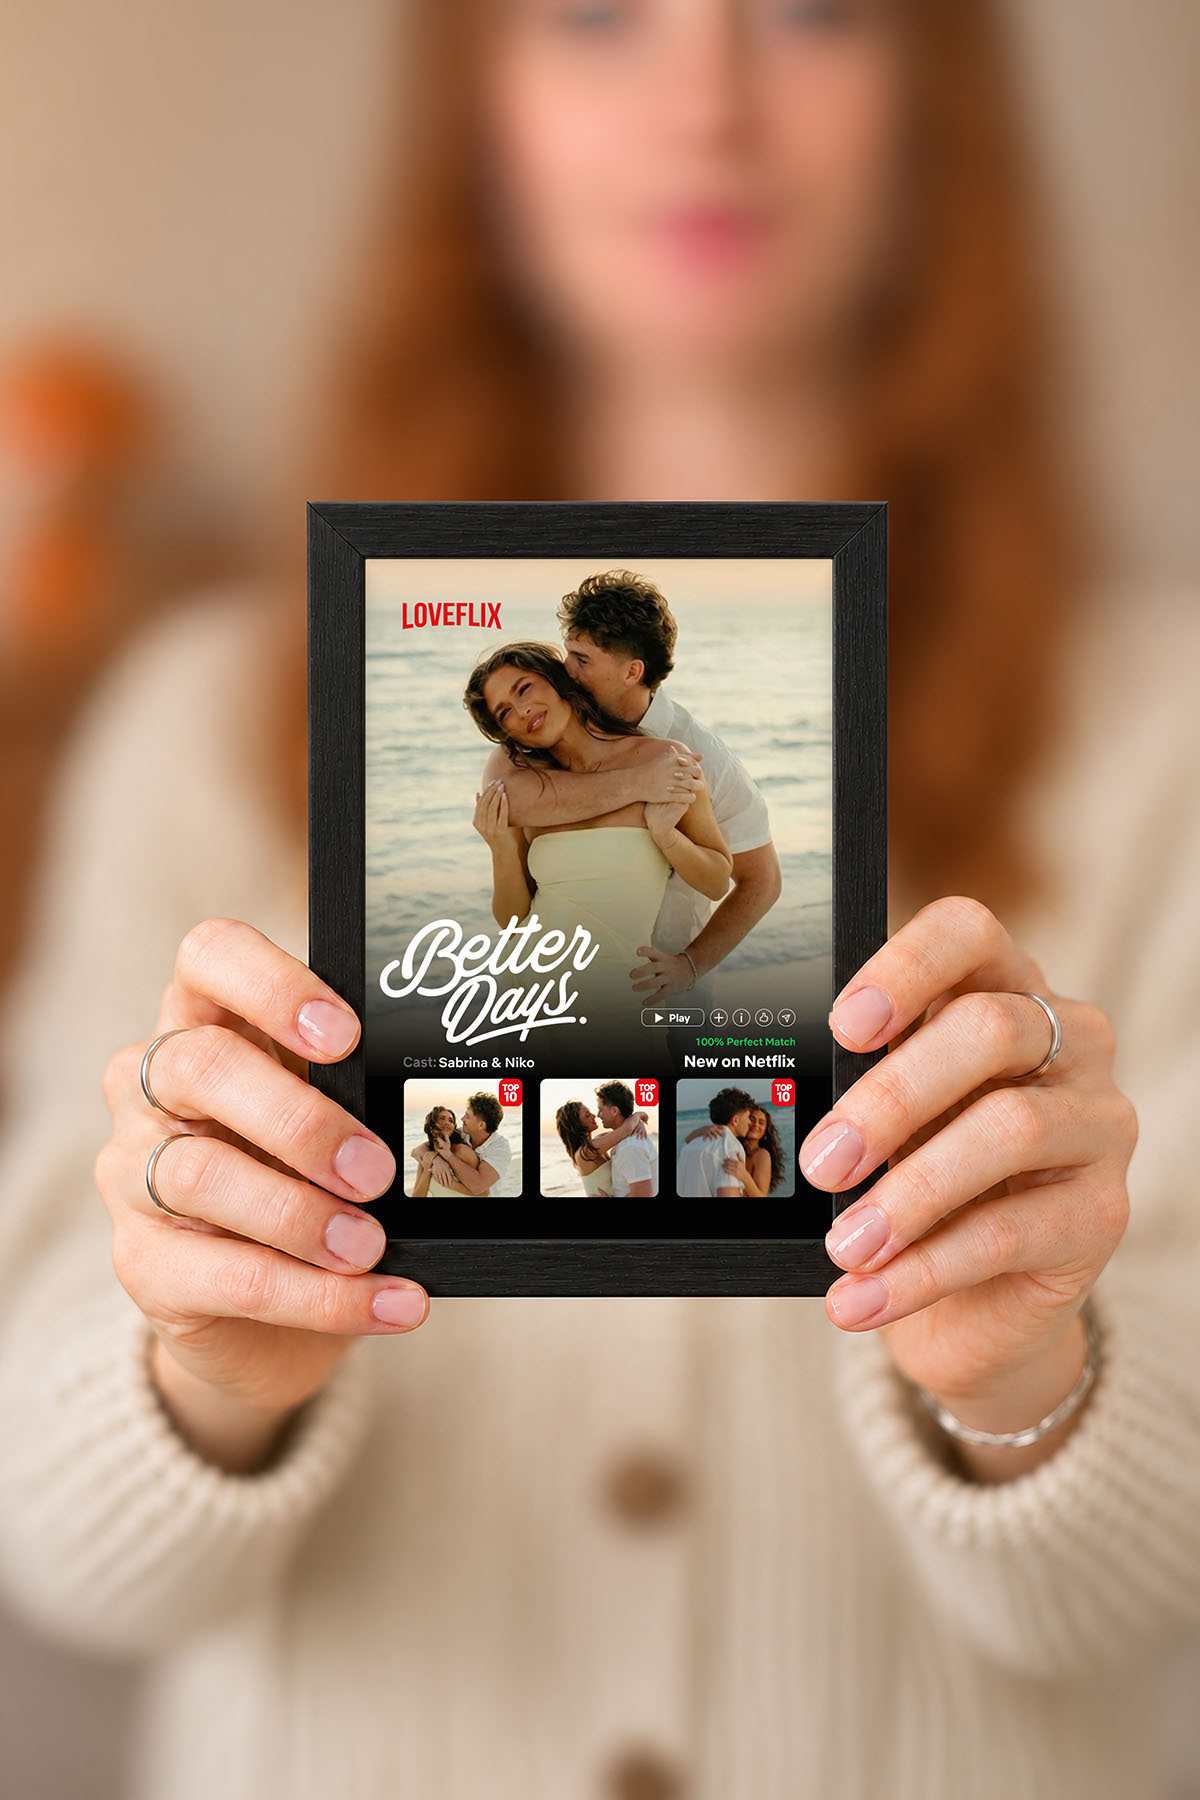 LOVEFLIX
Better
Days.
Play
100% Perfect Match
Cast: Sabrina & Niko
New on Netflix
TOP
10
TOP
10
TOP
10